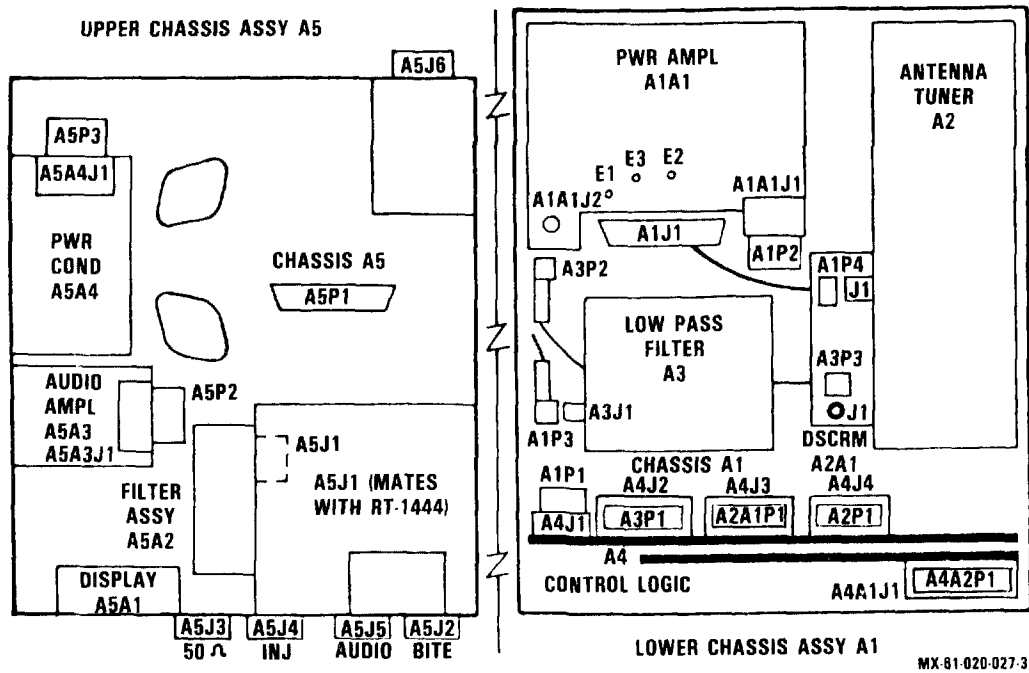 UPPER CHASSIS ASSY A5
A5J6
A5P3
A5A4J1
PWR
COND
A5A4
CHASSIS A5
A5P1
AUDIO
AMPL
A5A3
A5A3J1
A5P2
A5J1
A5J1 (MATES
WITH RT-1444)
FILTER
ASSY
A5A2
DISPLAY
A5A1
A5J3
50 Ω
A5J4
INJ
A5J5
AUDIO
A5J2
BITE
PWR AMPL
A1A1
ANTENNA
TUNER
A2
E1
E3
E2
A1A1J2
A1A1J1
A1J1
A1P2
A3P2
A1P4
J1
LOW PASS
FILTER
A3
A3P3
J1
A3J1
A1P3
DSCRM
A2A1
CHASSIS A1
A1P1
A4J2
A4J3
A4J4
A4J1
A3P1
A2A1P1
A2P1
A4
CONTROL LOGIC
A4A1J1
A4A2P1
LOWER CHASSIS ASSY A1
MX-81-020-027-3